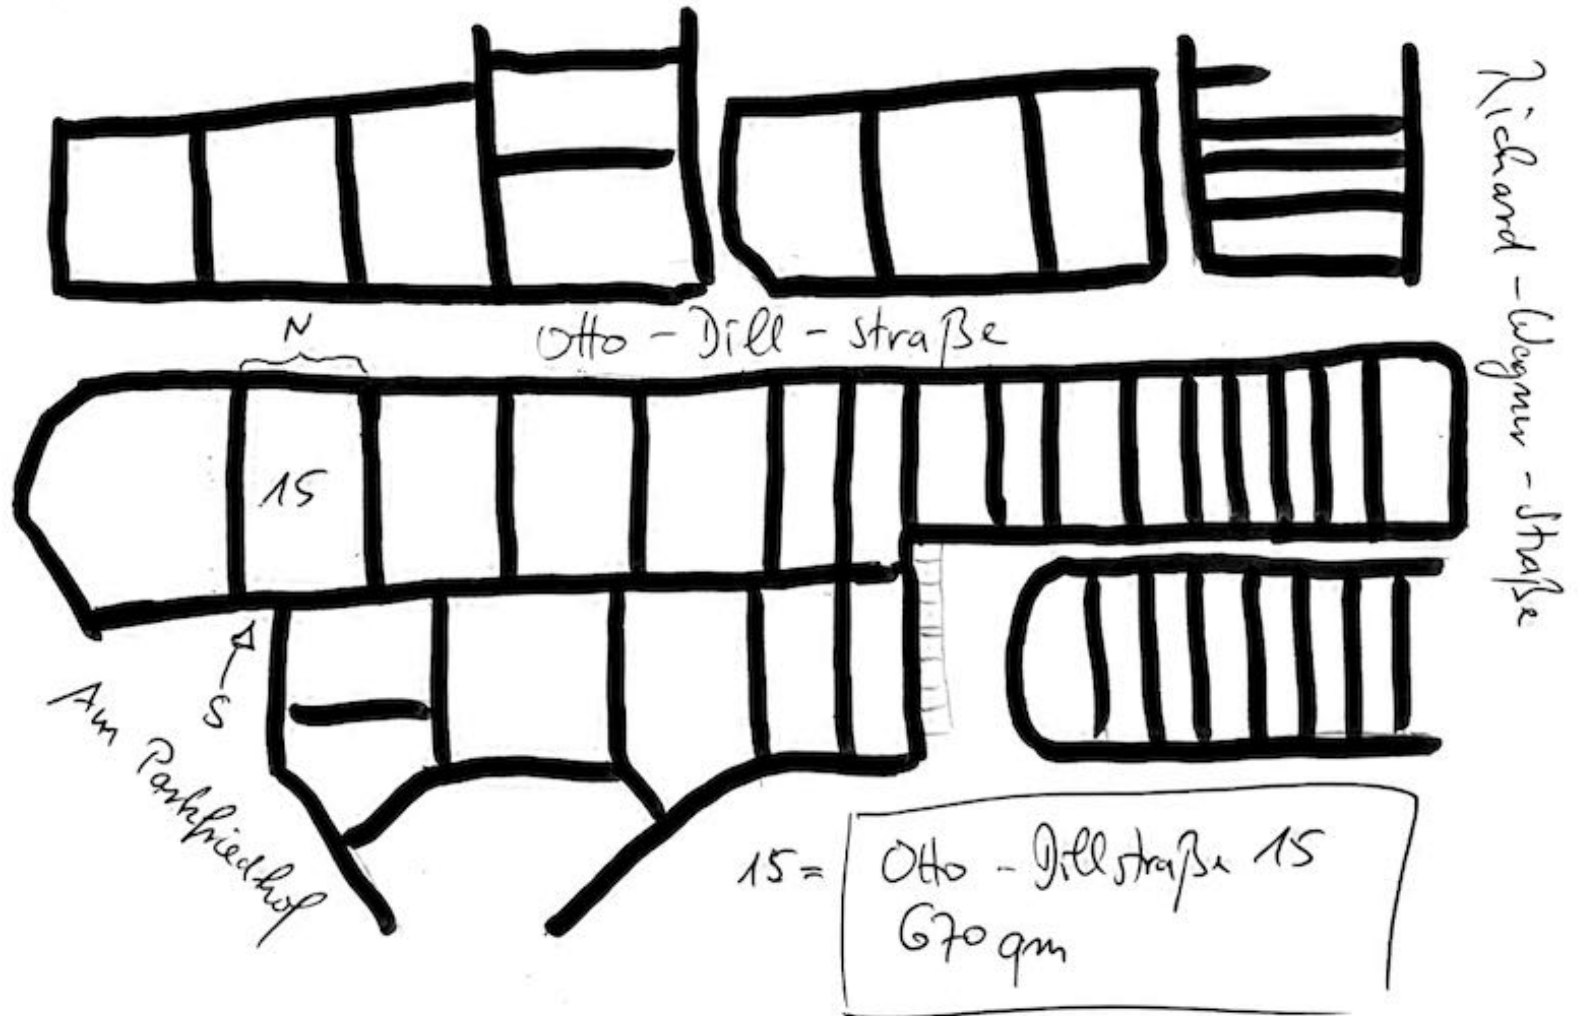 N
Otto - Dill - straße
Richard - Wagner - Straße
15
S
Am Parkfriedhof
15 =
Otto - Dillstraße 15
670 qm